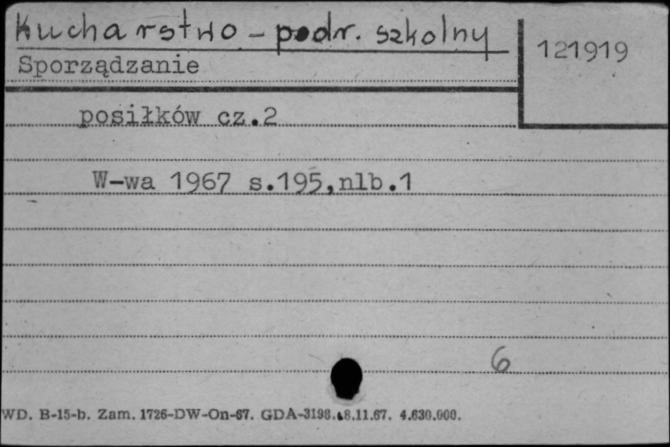 Kucharstwo - podr. szkolny
121919
Sporządzanie
posiłków cz.2
W-wa 1967 s.195,nlb.1
6
WD. B-15-b. Zam. 1726-DW-On-67. GDA-3198. 8.11.67. 4.630.000.